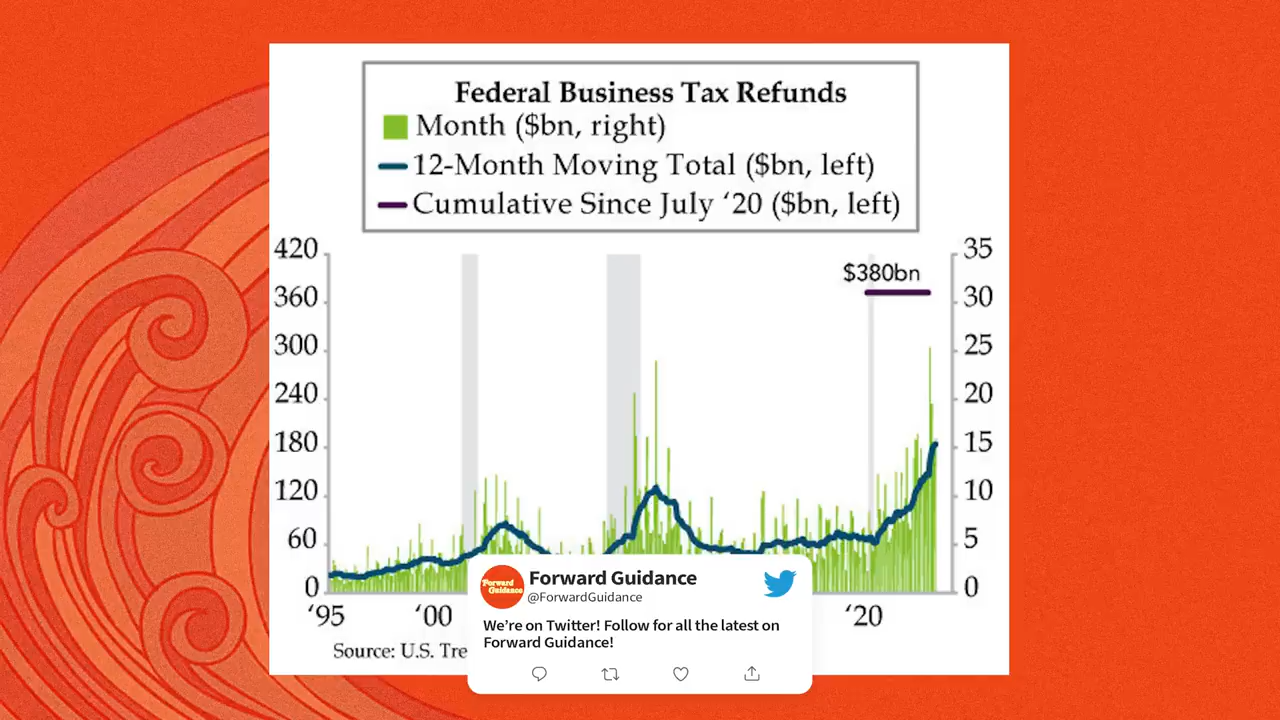 Federal Business Tax Refunds
Month ($bn, right)
12-Month Moving Total ($bn, left)
Cumulative Since July ‘20 ($bn, left)
420
360
300
240
180
120
60
0
35
30
25
20
15
10
5
0
$380bn
‘95
‘00
‘20
Source: U.S. Tre
Forward Guidance
Forward Guidance
@ForwardGuidance
We’re on Twitter! Follow for all the latest on
Forward Guidance!